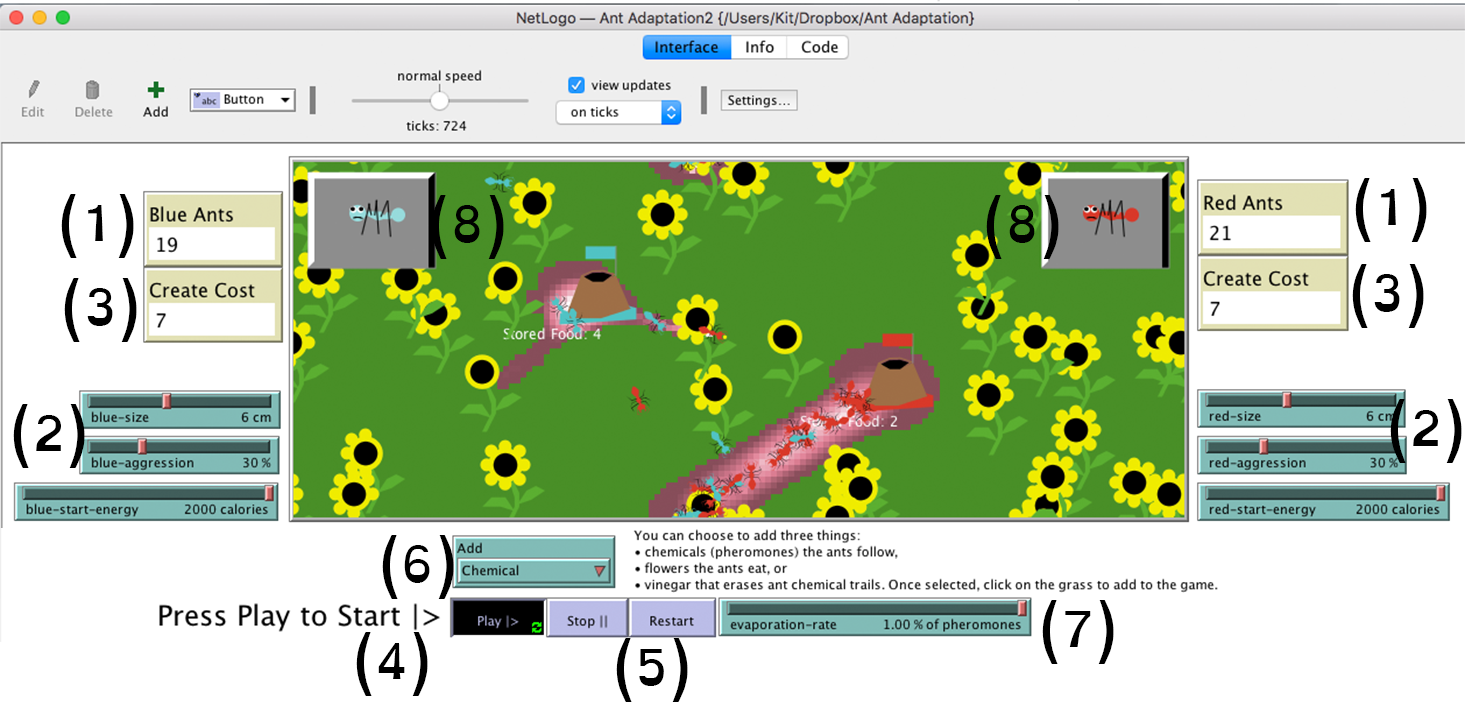 NetLogo — Ant Adaptation2 {/Users/Kit/Dropbox/Ant Adaptation}
Interface Info Code
Edit Delete Add abc Button
normal speed
ticks: 724
view updates
on ticks
Settings...
(1)
Blue Ants
19
(3)
Create Cost
7
(2)
blue-size 6 cm
blue-aggression 30 %
blue-start-energy 2000 calories
(8)
(8)
Stored Food: 4
Food: 2
Red Ants
21
(1)
Create Cost
7
(3)
red-size 6 cm
(2)
red-aggression 30 %
red-start-energy 2000 calories
(6)
Add
Chemical
You can choose to add three things:
• chemicals (pheromones) the ants follow,
• flowers the ants eat, or
• vinegar that erases ant chemical trails. Once selected, click on the grass to add to the game.
Press Play to Start |>
Play |> Stop || Restart
evaporation-rate 1.00 % of pheromones
(7)
(4)
(5)